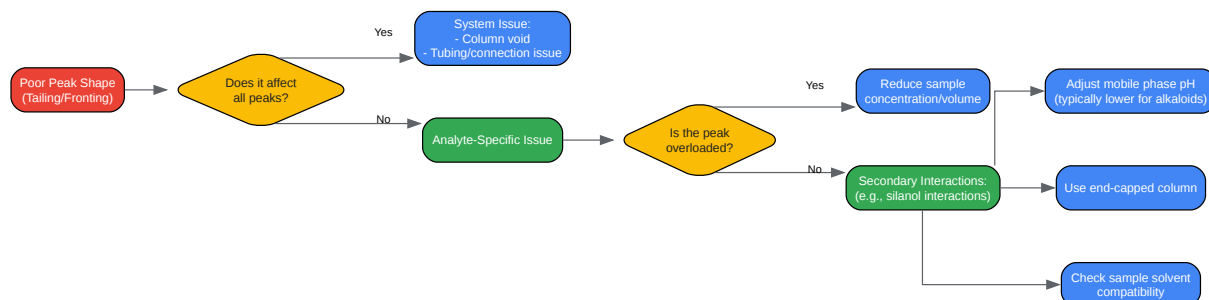 Poor Peak Shape
(Tailing/Fronting)
Does it affect
all peaks?
Yes
System Issue:
- Column void
- Tubing/connection issue
No
Analyte-Specific Issue
Is the peak
overloaded?
Yes
Reduce sample
concentration/volume
No
Secondary Interactions:
(e.g., silanol interactions)
Adjust mobile phase pH
(typically lower for alkaloids)
Use end-capped column
Check sample solvent
compatibility